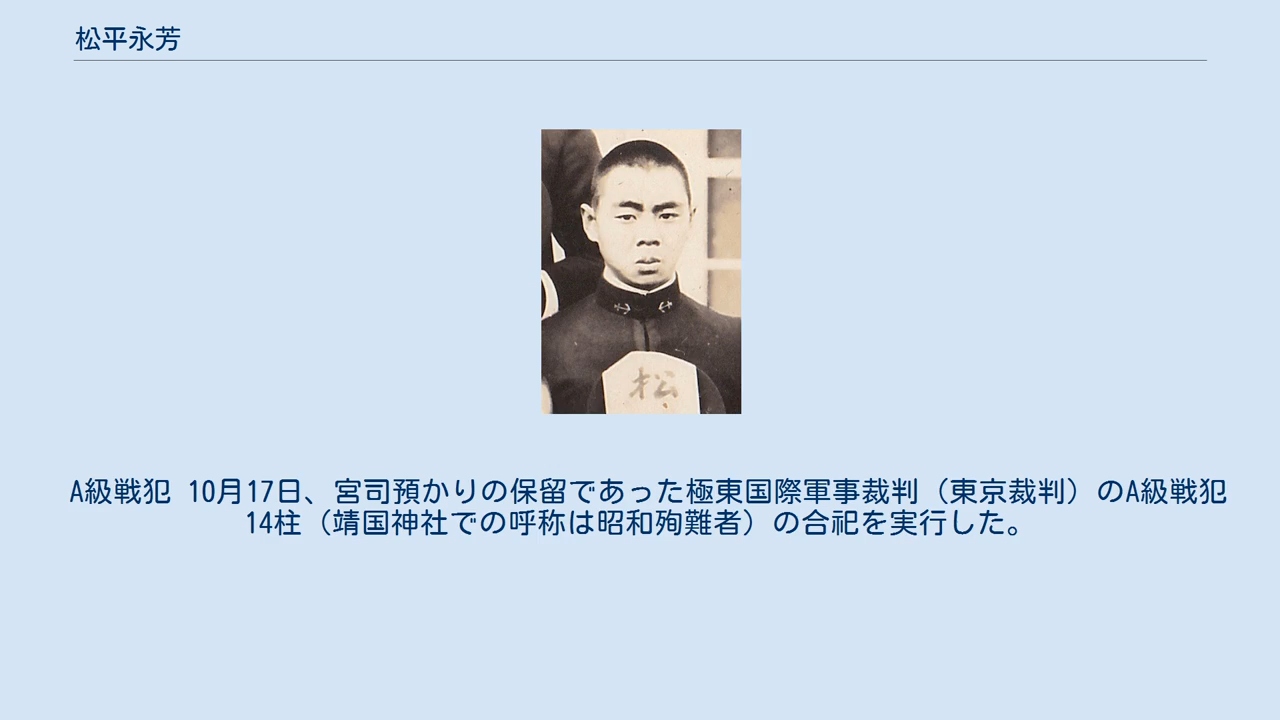 松平永芳
松
A級戦犯 10月17日、宮司預かりの保留であった極東国際軍事裁判（東京裁判）のA級戦犯
14柱（靖国神社での呼称は昭和殉難者）の合祀を実行した。